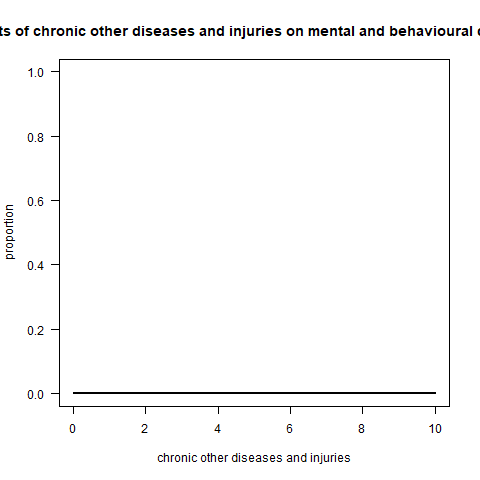 of chronic other diseases and injuries on mental and behavioural
1.0
0.8
0.6
0.4
0.2
0.0
proportion
0 2 4 6 8 10
chronic other diseases and injuries